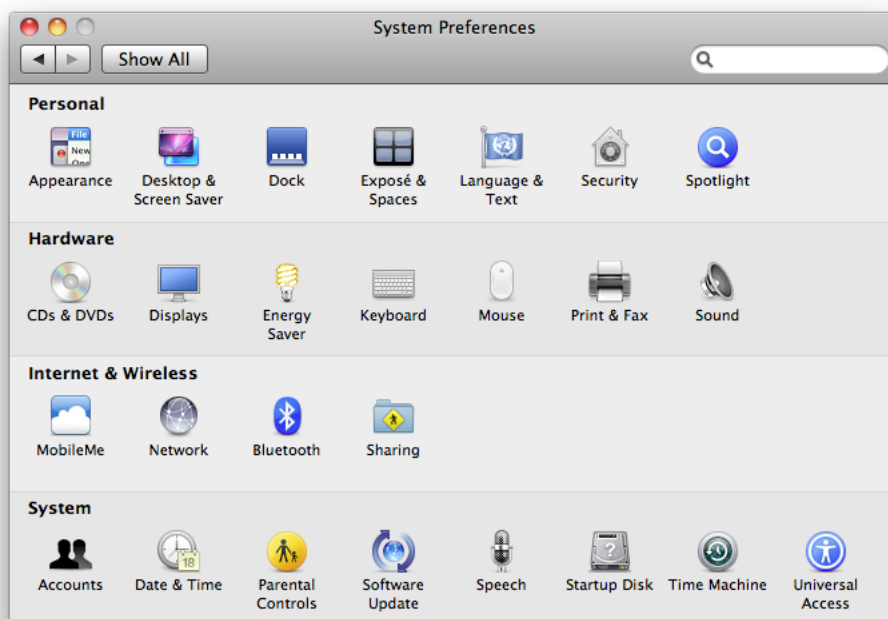 System Preferences
Show All
Personal
File
New
Appearance
Desktop &
Screen Saver
Dock
Exposé &
Spaces
Language &
Text
Security
Spotlight
Hardware
CDs & DVDs
Displays
Energy
Saver
Keyboard
Mouse
Print & Fax
Sound
Internet & Wireless
MobileMe
Network
Bluetooth
Sharing
System
18
?
Accounts
Date & Time
Parental
Controls
Software
Update
Speech
Startup Disk
Time Machine
Universal
Access